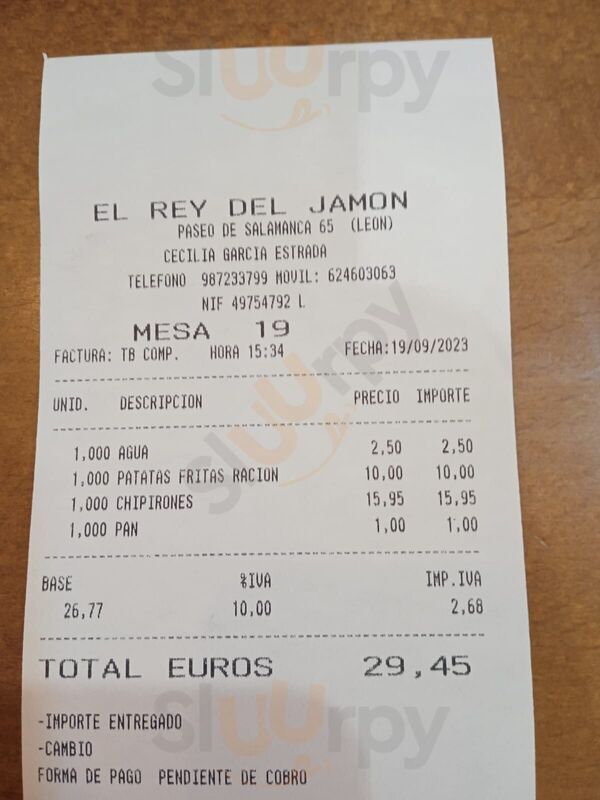 Sluurpy
EL REY DEL JAMON
PASEO DE SALAMANCA 65 (LEON)
CECILIA GARCIA ESTRADA
TELEFONO 987233799 MOVIL: 624603063
NIF 49754792 L
MESA 19
FACTURA: TB COMP. HORA 15:34 FECHA:19/09/2023
Sluurpy
UNID. DESCRIPCION PRECIO IMPORTE
1,000 AGUA 2,50 2,50
1,000 PATATAS FRITAS RACION 10,00 10,00
1,000 CHIPIRONES 15,95 15,95
1,000 PAN 1,00 1,00
BASE %IVA IMP.IVA
26,77 10,00 2,68
TOTAL EUROS 29,45
-IMPORTE ENTREGADO
Sluurpy
-CAMBIO
FORMA DE PAGO PENDIENTE DE COBRO